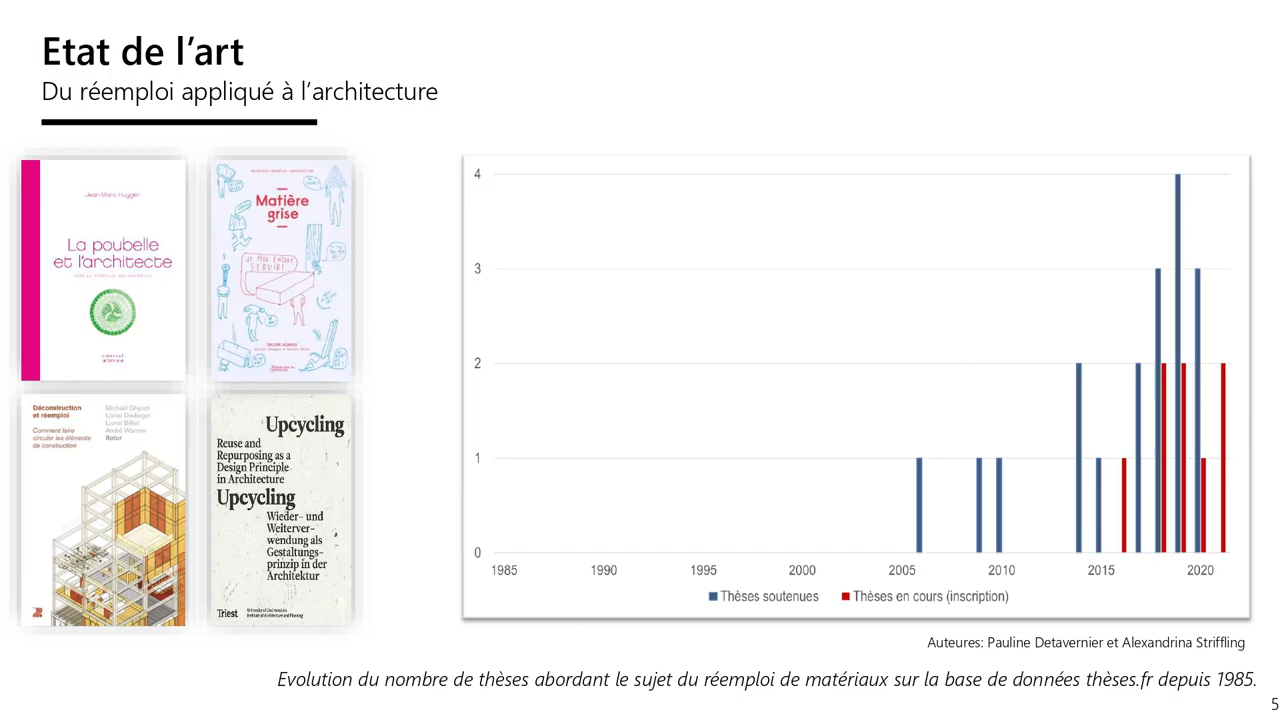 Etat de l’art
Du réemploi appliqué à l’architecture
Jean-Marc Huygen
La poubelle
et l'architecte
Matière
grise
JE PEUX ENCORE
SERVIR!
Déconstruction
et réemploi
Comment faire
circuler les éléments
de construction
Michaël Ghyoot
Lionel Devlieger
Lionel Billiet
André Warnier
Rotor
Upcycling
Reuse and
Repurposing as a
Design Principle
in Architecture
Upcycling
Wieder- und
Weiterver-
wendung als
Gestaltungs-
prinzip in der
Architektur
Triest
4
3
2
1
0
1985 1990 1995 2000 2005 2010 2015 2020
Thèses soutenues Thèses en cours (inscription)
Auteures: Pauline Detavernier et Alexandrina Striffling
Evolution du nombre de thèses abordant le sujet du réemploi de matériaux sur la base de données thèses.fr depuis 1985.
5